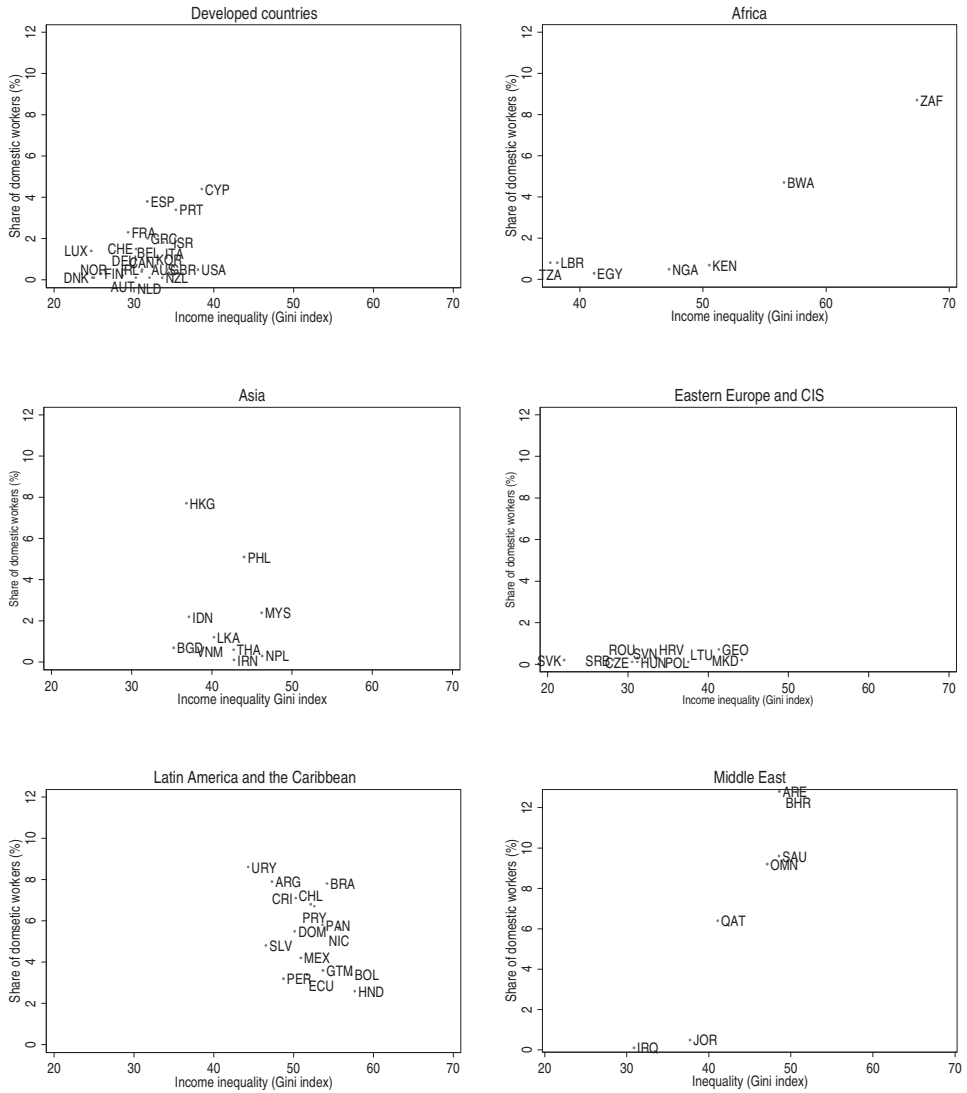 Developed countries
Share of domestic workers (%)
12
10
8
6
4
2
0
CYP
ESP
PRT
FRA
GRC
ISR
LUX
CHE
BEL
ITA
DEU
CAN
KOR
NOR
FIN
IRL
AUS
GBR
USA
DNK
NZL
AUT
NLD
20 30 40 50 60 70
Income inequality (Gini index)
Africa
Share of domestic workers (%)
12
10
8
6
4
2
0
ZAF
BWA
LBR
TZA
EGY
NGA
KEN
40 50 60 70
Income inequality (Gini index)
Asia
Share of domestic workers (%)
12
10
8
6
4
2
0
HKG
PHL
IDN
MYS
LKA
BGD
VNM
THA
IRN
NPL
20 30 40 50 60 70
Income inequality Gini index
Eastern Europe and CIS
Share of domestic workers (%)
12
10
8
6
4
2
0
SVK
SRB
ROU
CZE
SVN
HUN
HRV
POL
LTU
GEO
MKD
20 30 40 50 60 70
Income inequality (Gini index)
Latin America and the Caribbean
Share of domsetic workers (%)
12
10
8
6
4
2
0
URY
ARG
BRA
CRI
CHL
PRY
PAN
DOM
NIC
SLV
MEX
GTM
BOL
PER
ECU
HND
20 30 40 50 60 70
Income inequality (Gini index)
Middle East
Share of domestic workers (%)
12
10
8
6
4
2
0
ARE
BHR
SAU
OMN
QAT
JOR
IRQ
20 30 40 50 60 70
Inequality (Gini index)